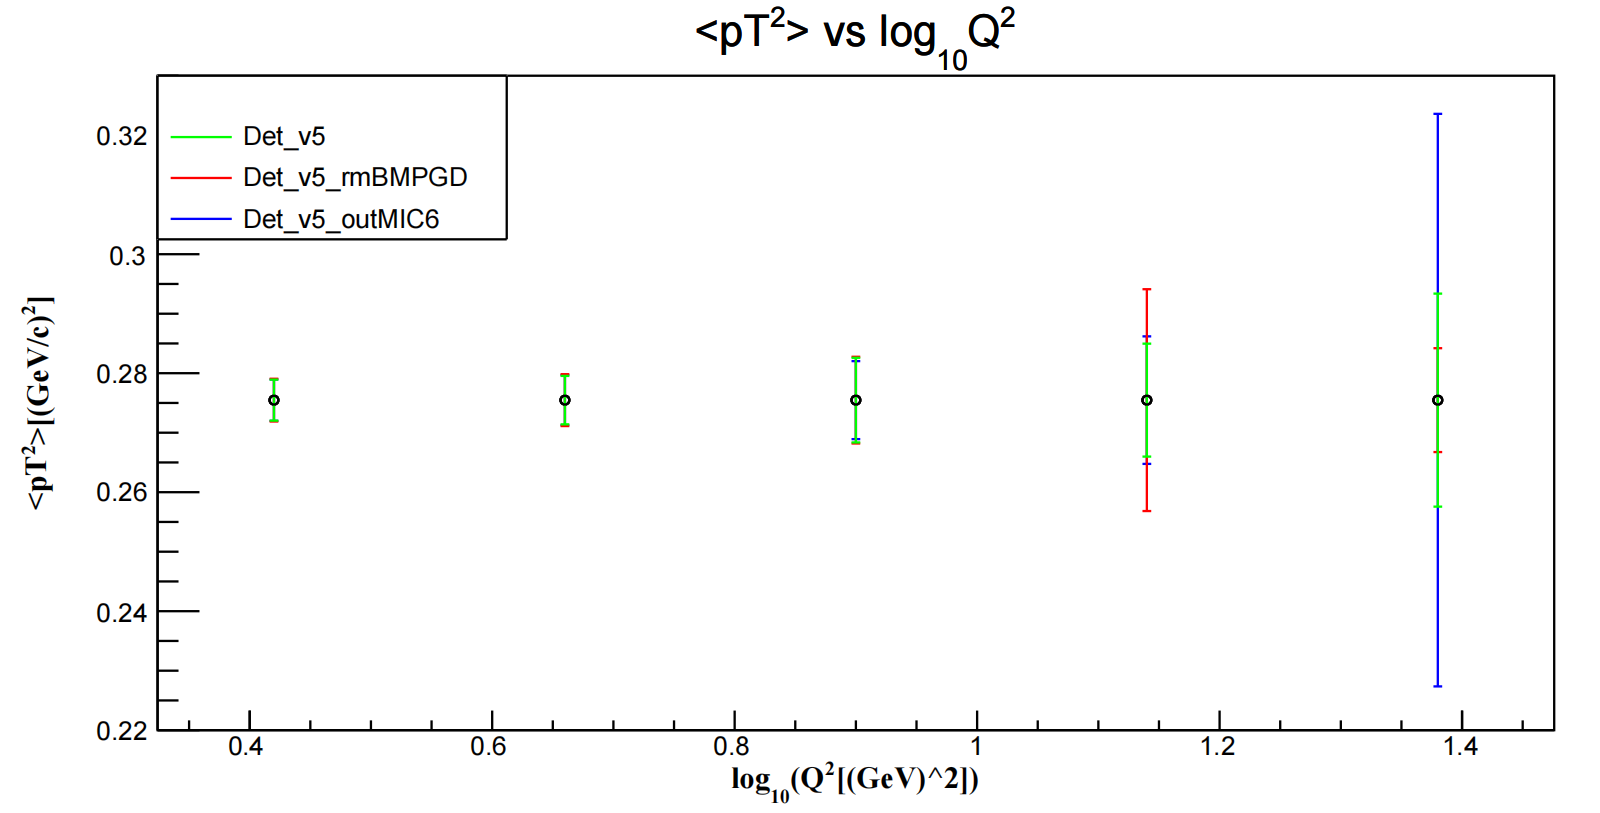 <pT² > vs log₁₀Q²
Det_v5
Det_v5_rmBMPGD
Det_v5_outMIC6
<pT²>[(GeV/c)²]
0.32
0.3
0.28
0.26
0.24
0.22
0.4 0.6 0.8 1 1.2 1.4
log₁₀(Q²[(GeV)^2])